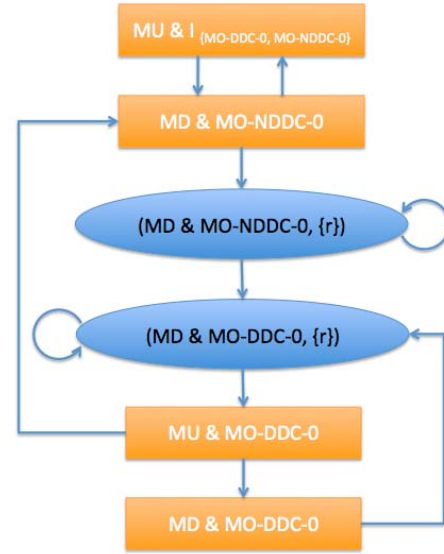 MU & I {MO-DDC-0, MO-NDDC-0}
MD & MO-NDDC-0
(MD & MO-NDDC-0, {r})
(MD & MO-DDC-0, {r})
MU & MO-DDC-0
MD & MO-DDC-0